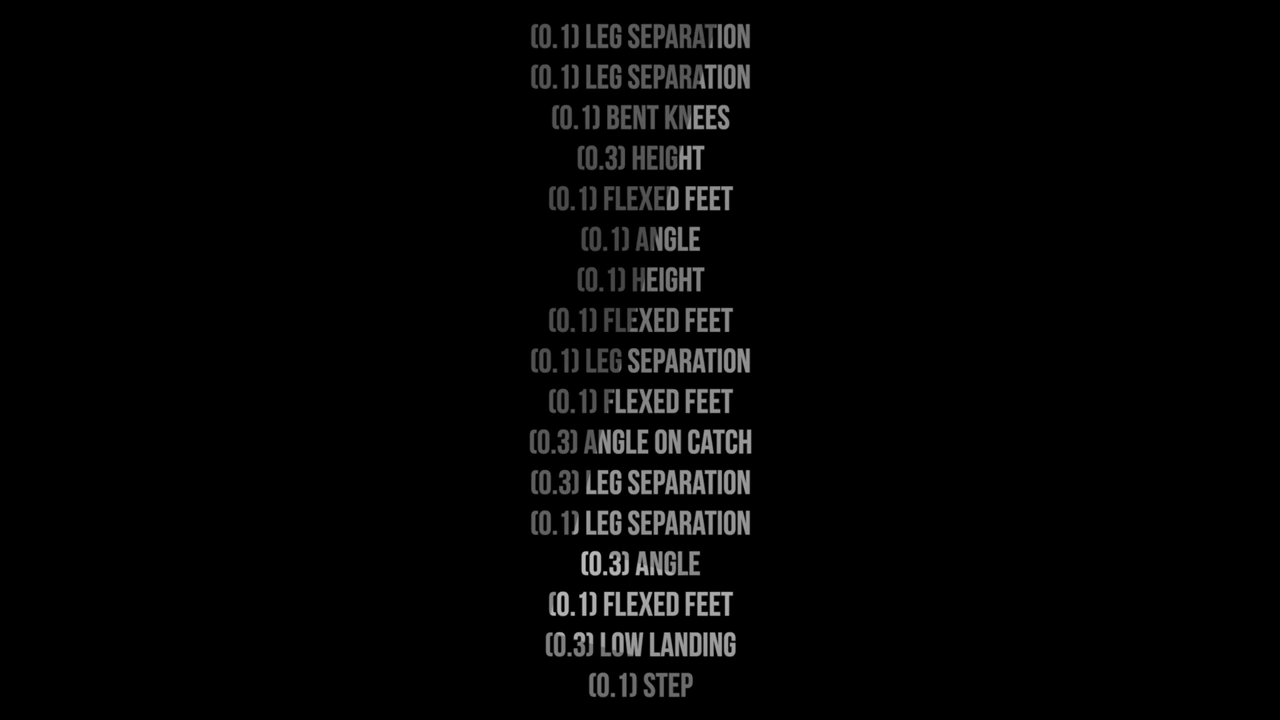 (0.1) LEG SEPARATION
(0.1) LEG SEPARATION
(0.1) BENT KNEES
(0.3) HEIGHT
(0.1) FLEXED FEET
(0.1) ANGLE
(0.1) HEIGHT
(0.1) FLEXED FEET
(0.1) LEG SEPARATION
(0.1) FLEXED FEET
(0.3) ANGLE ON CATCH
(0.3) LEG SEPARATION
(0.1) LEG SEPARATION
(0.3) ANGLE
(0.1) FLEXED FEET
(0.3) LOW LANDING
(0.1) STEP